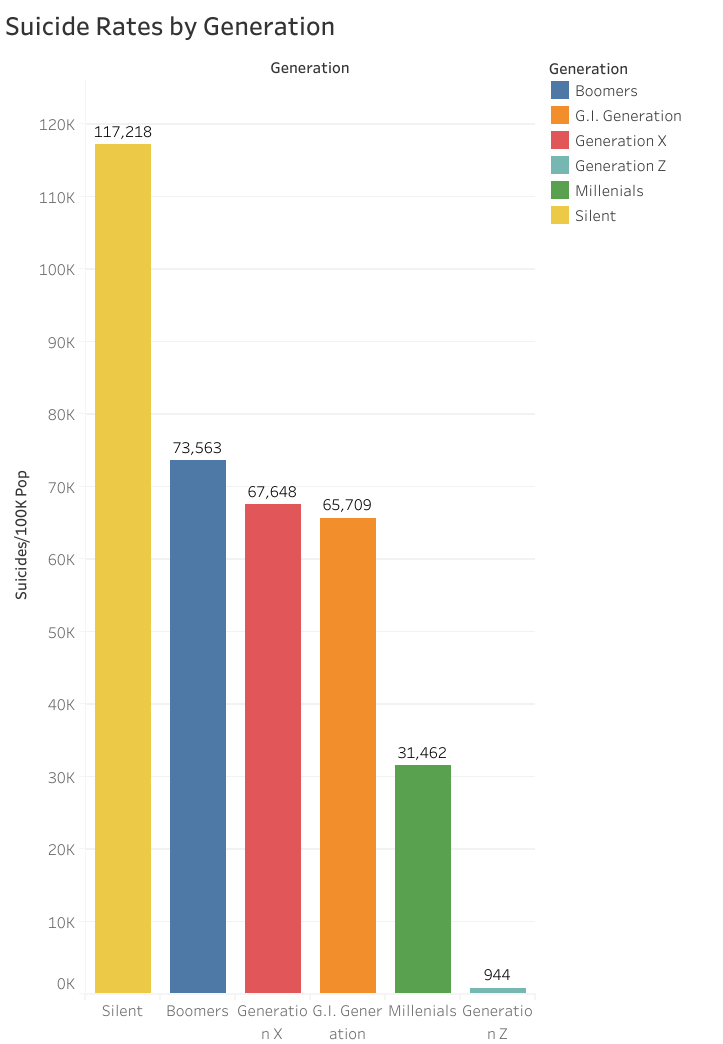 Suicide Rates by Generation
Generation
Generation
Boomers
G.I. Generation
Generation X
Generation Z
Millenials
Silent
Suicides/100K Pop
120K
110K
100K
90K
80K
70K
60K
50K
40K
30K
20K
10K
0K
117,218
73,563
67,648
65,709
31,462
944
Silent
Boomers
Generatio
n X
G.I. Gener
ation
Millenials
Generatio
n Z